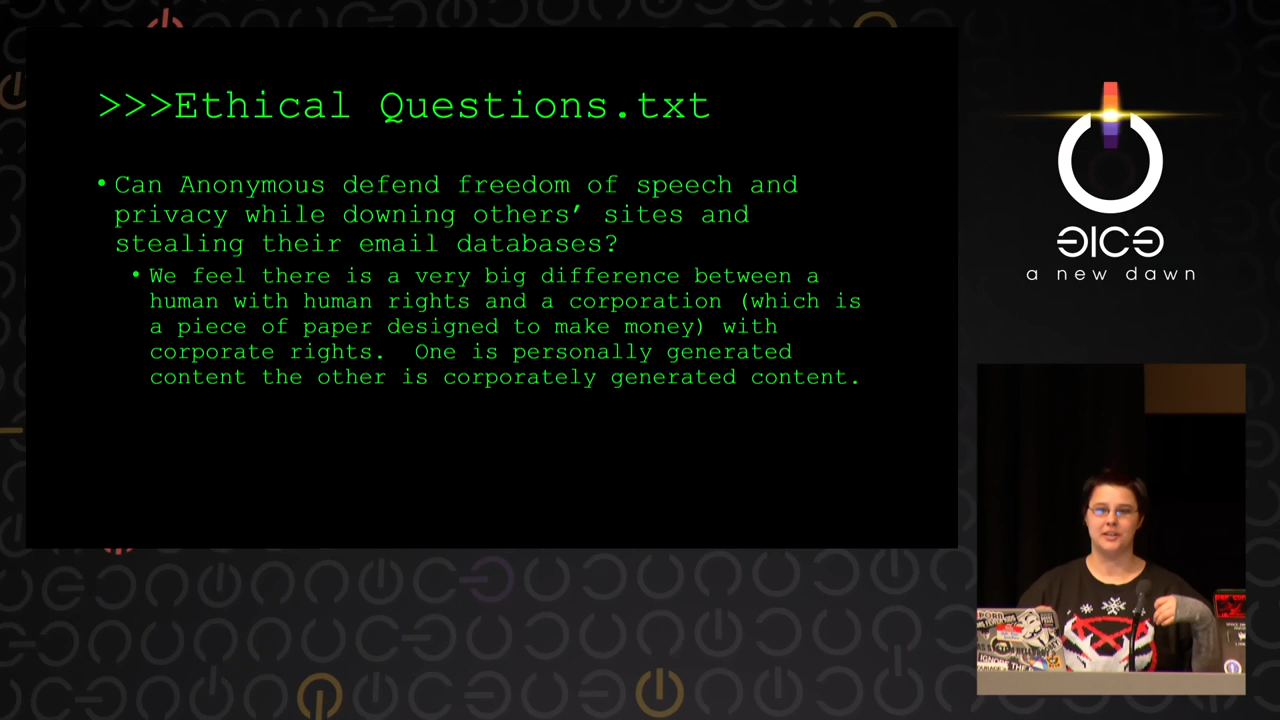 >>>Ethical Questions.txt
• Can Anonymous defend freedom of speech and
privacy while downing others’ sites and
stealing their email databases?
• We feel there is a very big difference between a
human with human rights and a corporation (which is
a piece of paper designed to make money) with
corporate rights.  One is personally generated
content the other is corporately generated content.
a new dawn